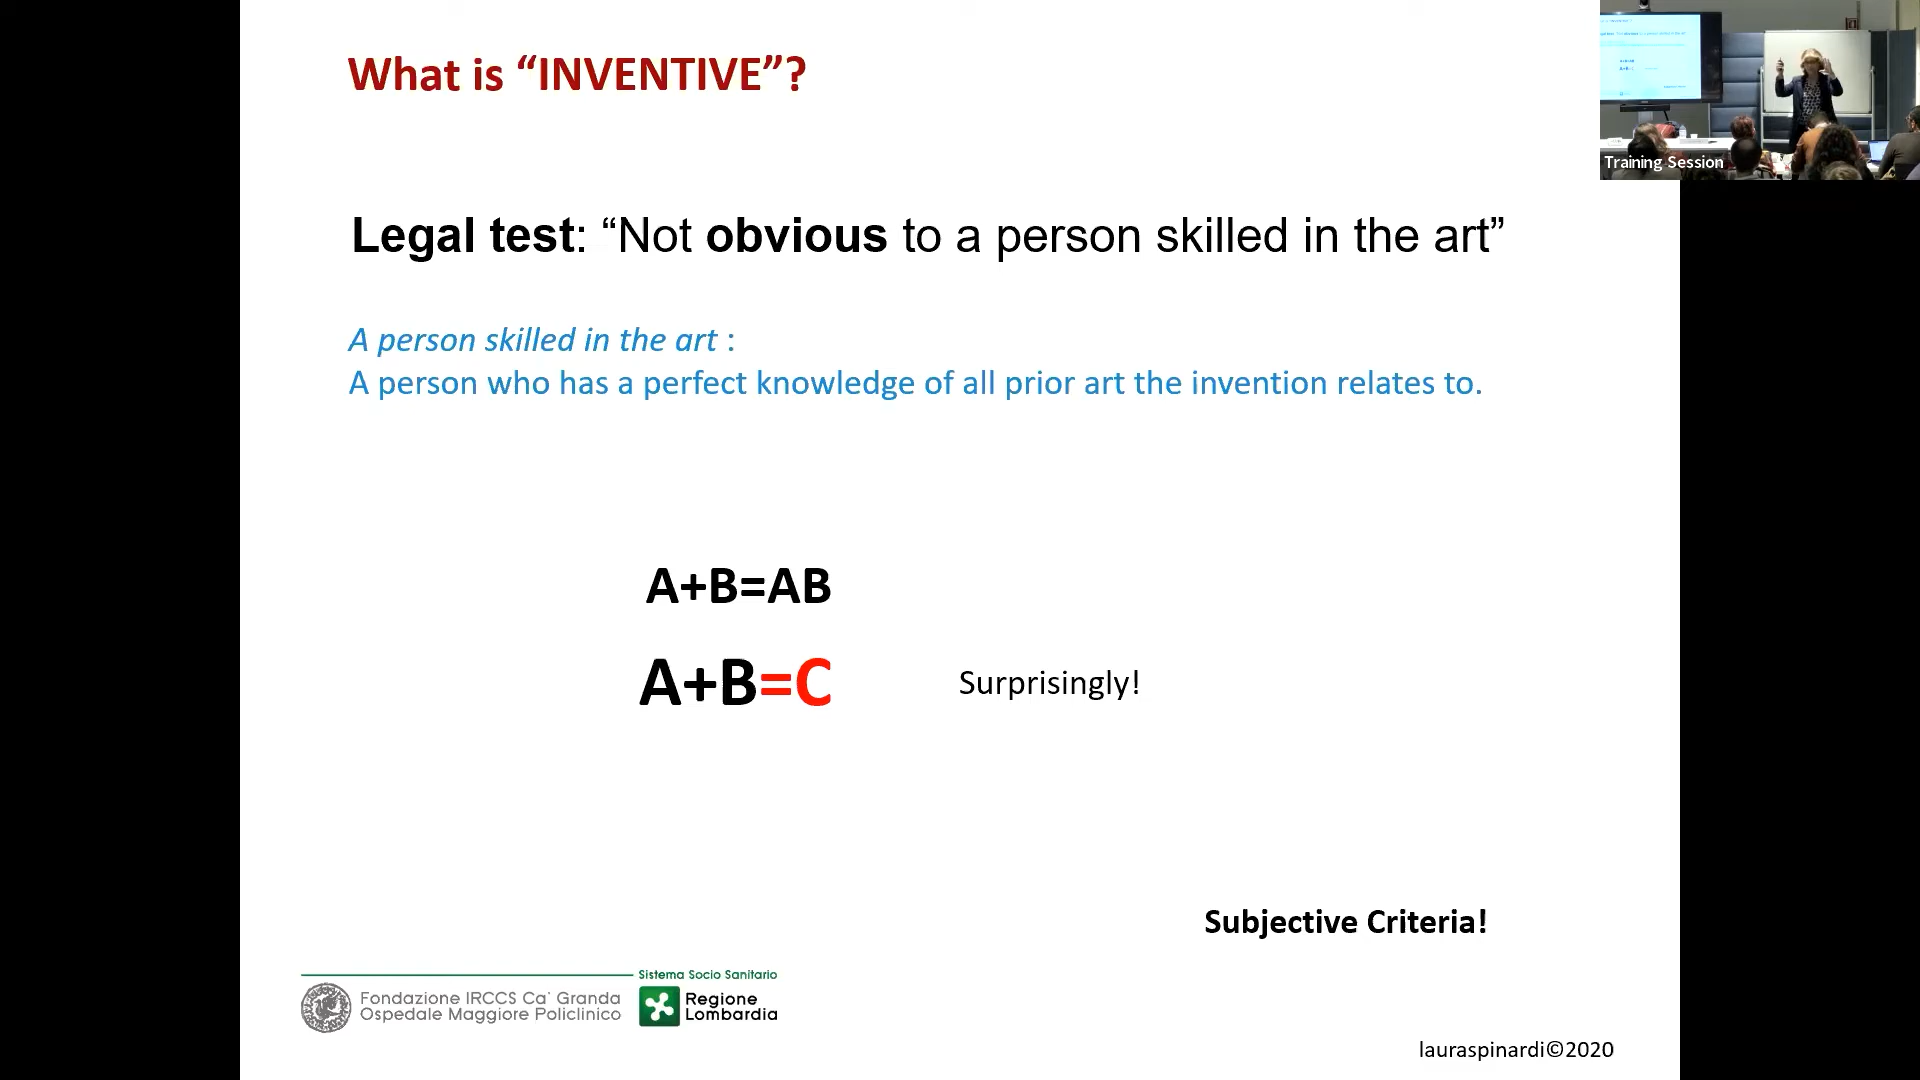 What is “INVENTIVE”?
Training Session
Legal test: “Not obvious to a person skilled in the art”
A person skilled in the art :
A person who has a perfect knowledge of all prior art the invention relates to.
A+B=AB
A+B=C
Surprisingly!
Subjective Criteria!
Sistema Socio Sanitario
Fondazione IRCCS Ca' Granda
Ospedale Maggiore Policlinico
Regione
Lombardia
lauraspinardi©2020